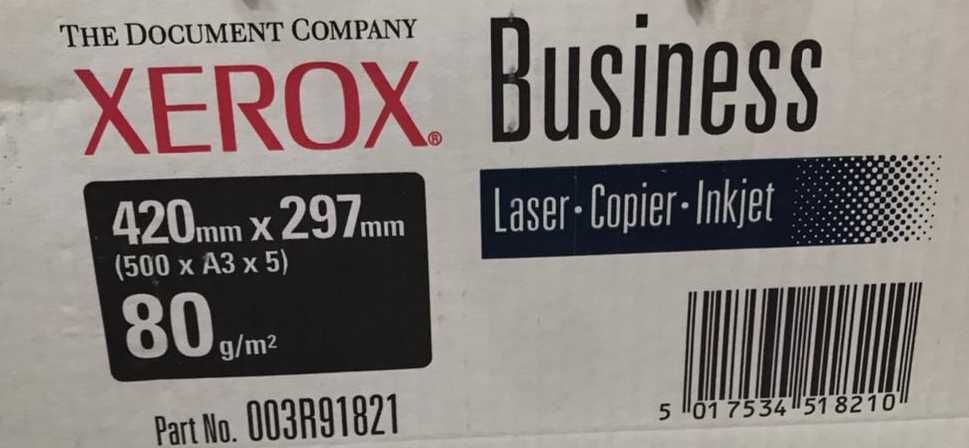 THE DOCUMENT COMPANY
XEROX®
Business
Laser · Copier · Inkjet
420mm x 297mm
(500 x A3 x 5)
80 g/m²
Part No. 003R91821
5 017534 518210